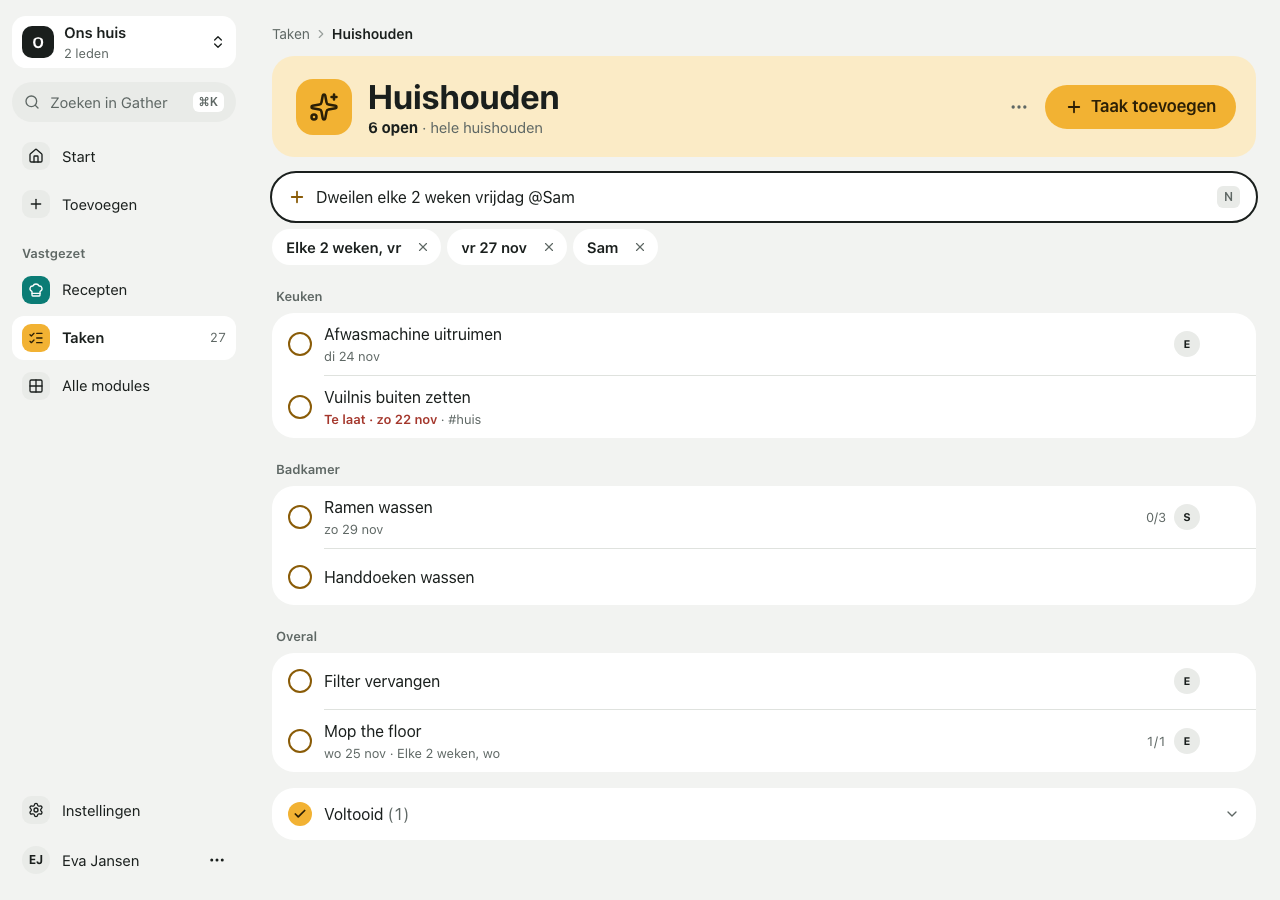 O
Ons huis
2 leden
Zoeken in Gather
⌘K
Start
Toevoegen
Vastgezet
Recepten
Taken
27
Alle modules
Instellingen
EJ
Eva Jansen
Taken
Huishouden
Huishouden
6 open · hele huishouden
Taak toevoegen
Dweilen elke 2 weken vrijdag @Sam
N
Elke 2 weken, vr
vr 27 nov
Sam
Keuken
Afwasmachine uitruimen
di 24 nov
E
Vuilnis buiten zetten
Te laat · zo 22 nov · #huis
Badkamer
Ramen wassen
zo 29 nov
0/3
S
Handdoeken wassen
Overal
Filter vervangen
E
Mop the floor
wo 25 nov · Elke 2 weken, wo
1/1
E
Voltooid (1)